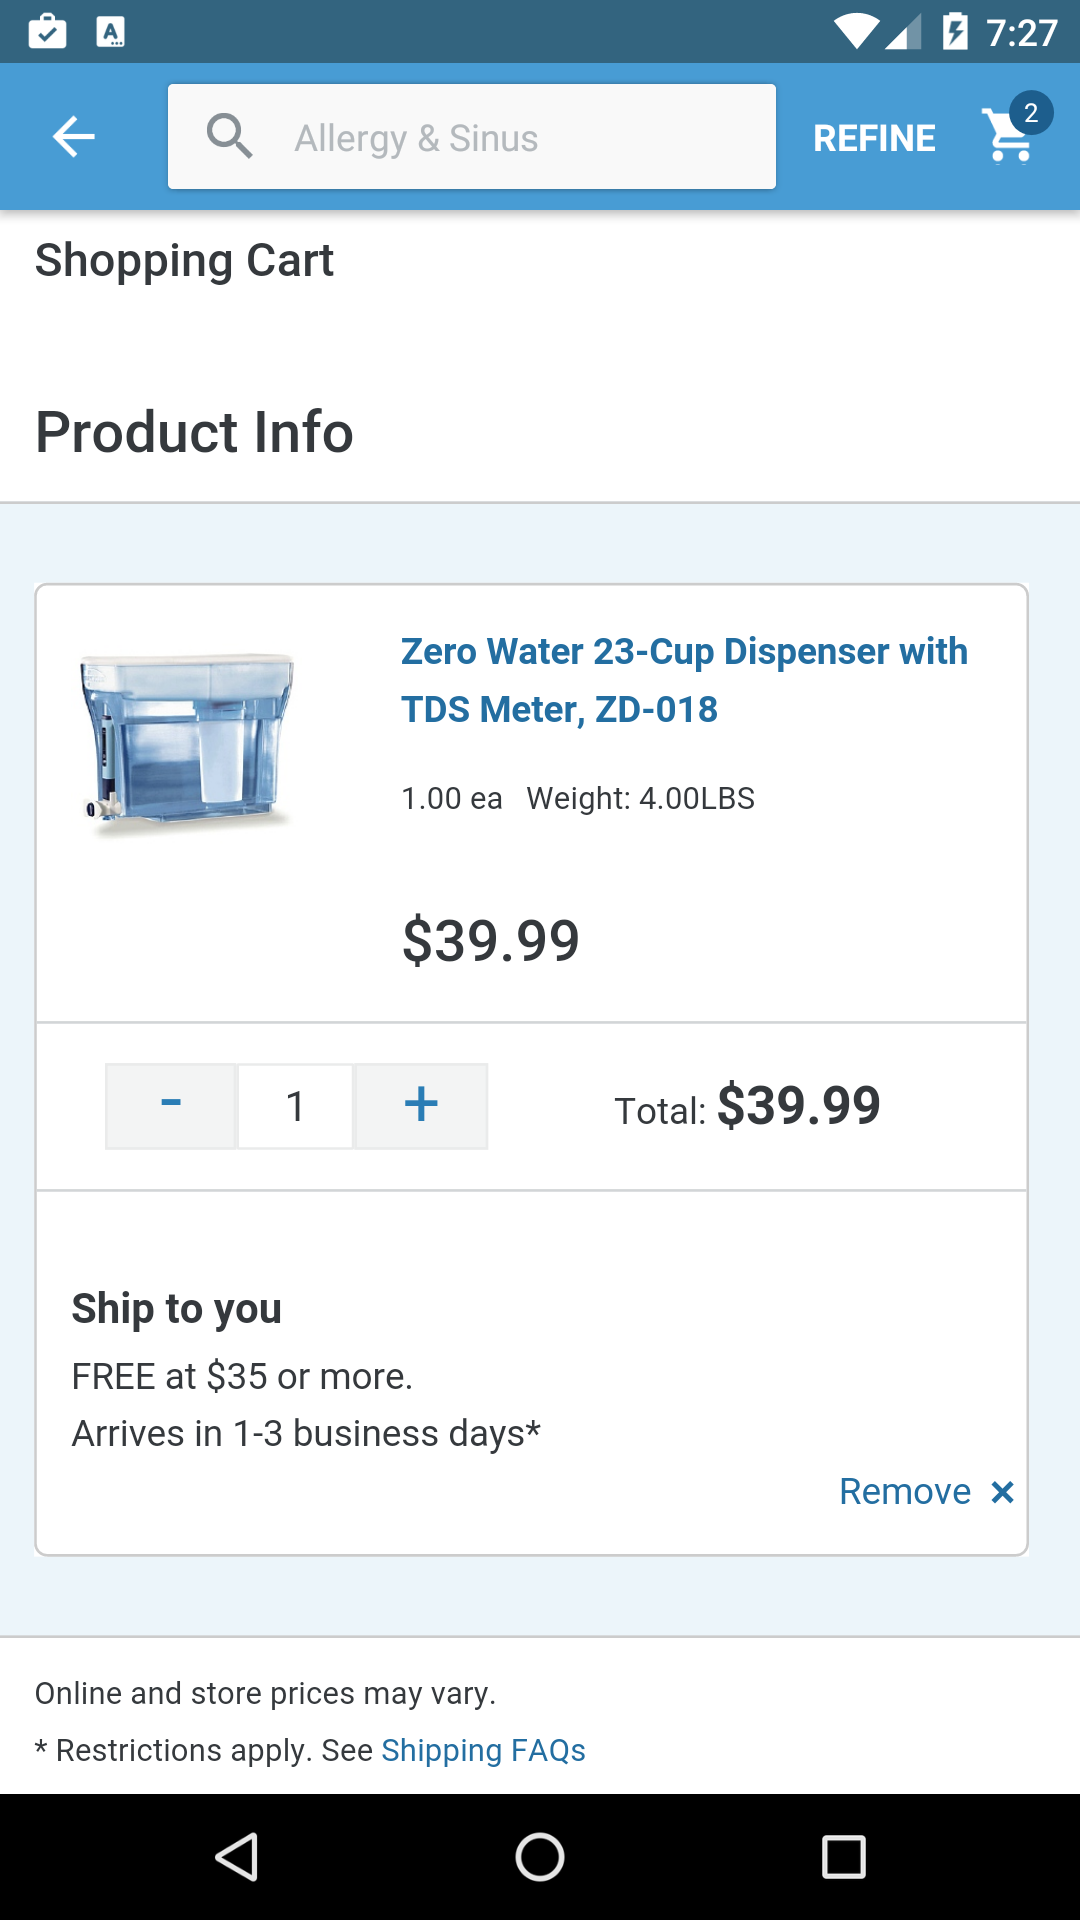 7:27
Allergy & Sinus
REFINE
2
Shopping Cart
Product Info
Zero Water 23-Cup Dispenser with
TDS Meter, ZD-018
1.00 ea Weight: 4.00LBS
$39.99
- 1 +
Total: $39.99
Ship to you
FREE at $35 or more.
Arrives in 1-3 business days*
Remove ×
Online and store prices may vary.
* Restrictions apply. See Shipping FAQs